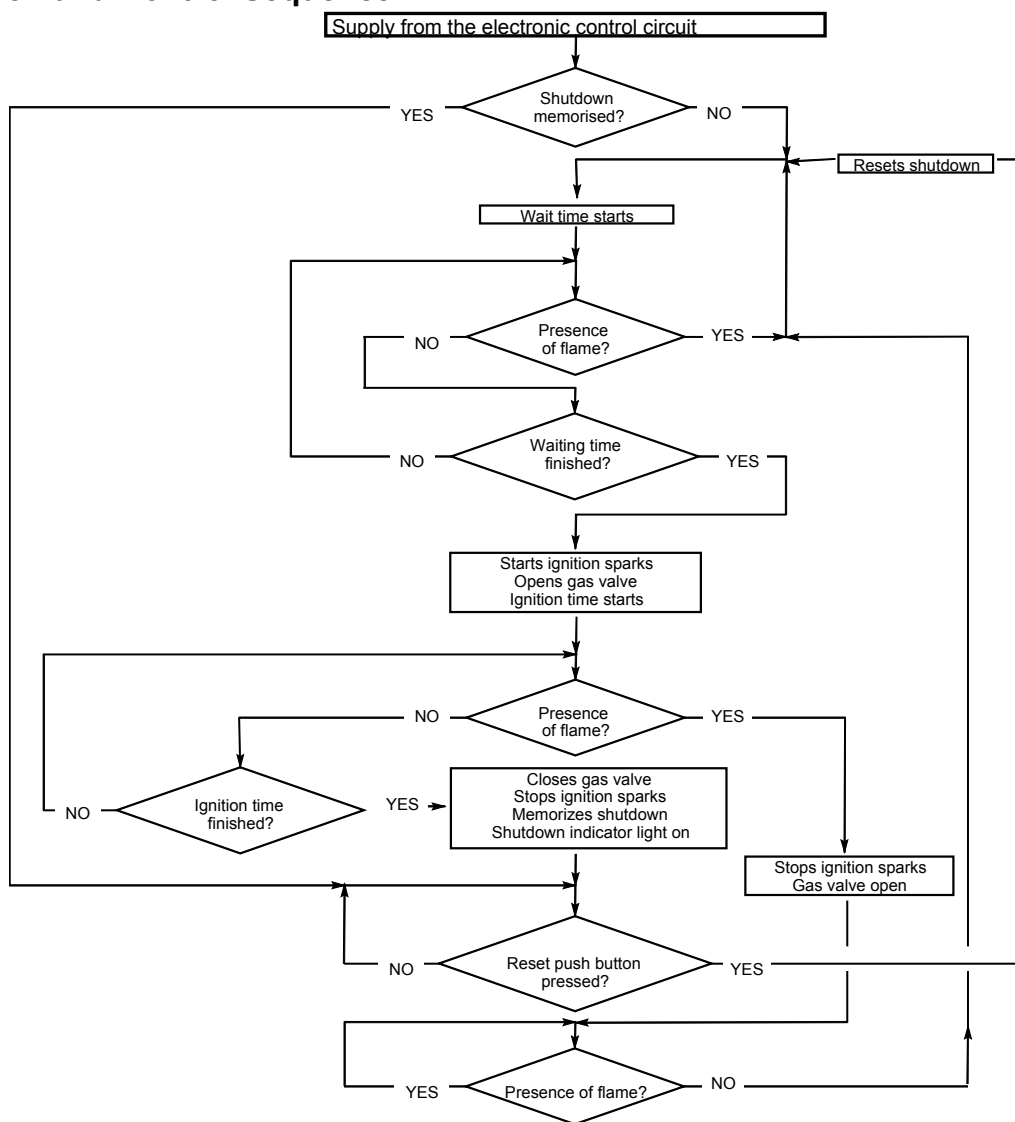 Supply from the electronic control circuit
Shutdown
memorised?
YES
NO
Resets shutdown
Wait time starts
Presence
of flame?
NO
YES
Waiting time
finished?
NO
YES
Starts ignition sparks
Opens gas valve
Ignition time starts
Presence
of flame?
NO
YES
Ignition time
finished?
NO
YES
Closes gas valve
Stops ignition sparks
Memorizes shutdown
Shutdown indicator light on
Stops ignition sparks
Gas valve open
Reset push button
pressed?
NO
YES
Presence of flame?
YES
NO